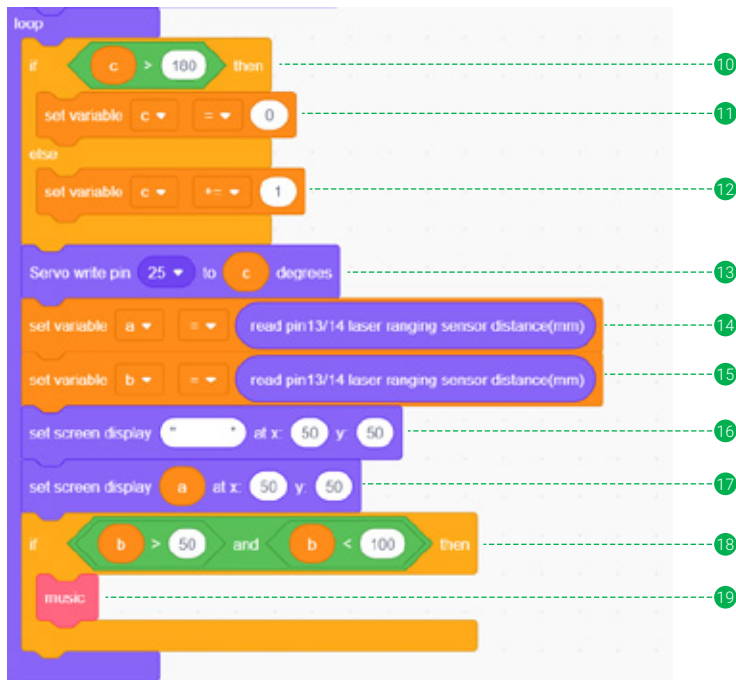 loop
if c > 180 then 10
set variable c = 0 11
else
set variable c += 1 12
Servo write pin 25 to c degrees 13
set variable a = read pin13/14 laser ranging sensor distance(mm) 14
set variable b = read pin13/14 laser ranging sensor distance(mm) 15
set screen display " " at x: 50 y: 50 16
set screen display a at x: 50 y: 50 17
if b > 50 and b < 100 then 18
music 19